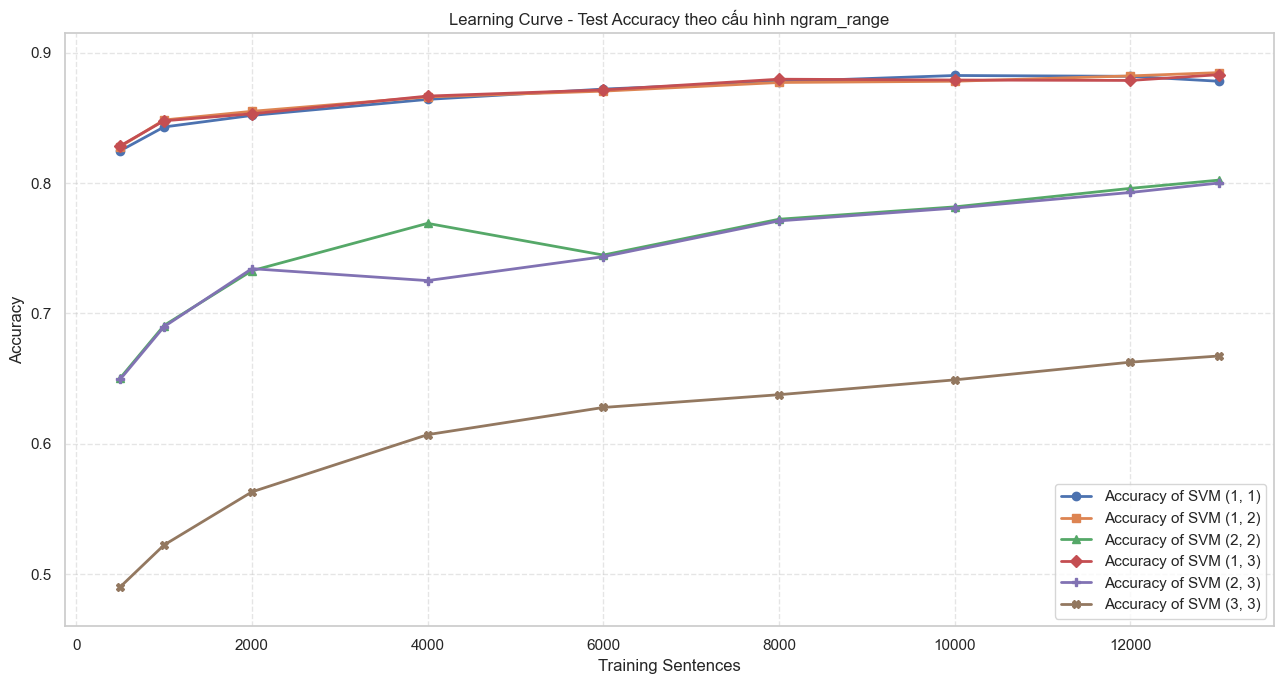 Learning Curve - Test Accuracy theo cấu hình ngram_range
Accuracy
0.9
0.8
0.7
0.6
0.5
0
2000
4000
6000
8000
10000
12000
Training Sentences
Accuracy of SVM (1, 1)
Accuracy of SVM (1, 2)
Accuracy of SVM (2, 2)
Accuracy of SVM (1, 3)
Accuracy of SVM (2, 3)
Accuracy of SVM (3, 3)